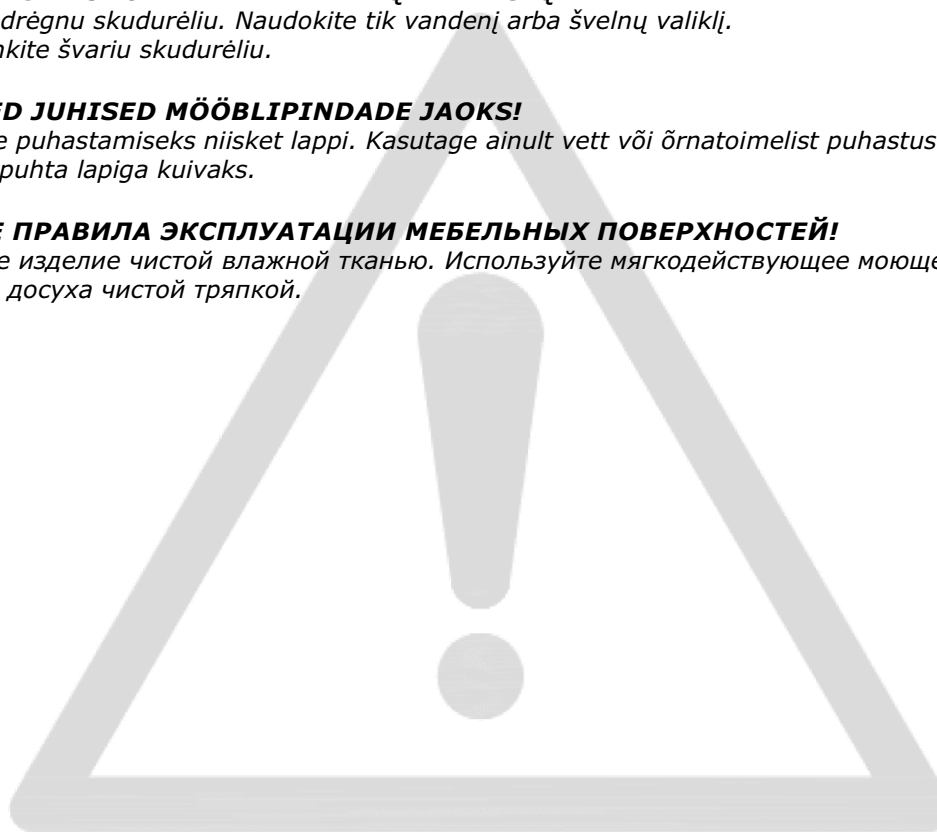 drėgnu skudurėliu. Naudokite tik vandenį arba švelnų valiklį.
kite švariu skudurėliu.
ED JUHISED MÖÖBLIPINDADE JAOKS!
e puhastamiseks niisket lappi. Kasutage ainult vett või õrnatoimelist puhastus
puhta lapiga kuivaks.
Е ПРАВИЛА ЭКСПЛУАТАЦИИ МЕБЕЛЬНЫХ ПОВЕРХНОСТЕЙ!
е изделие чистой влажной тканью. Используйте мягкодействующее моюще
досуха чистой тряпкой.